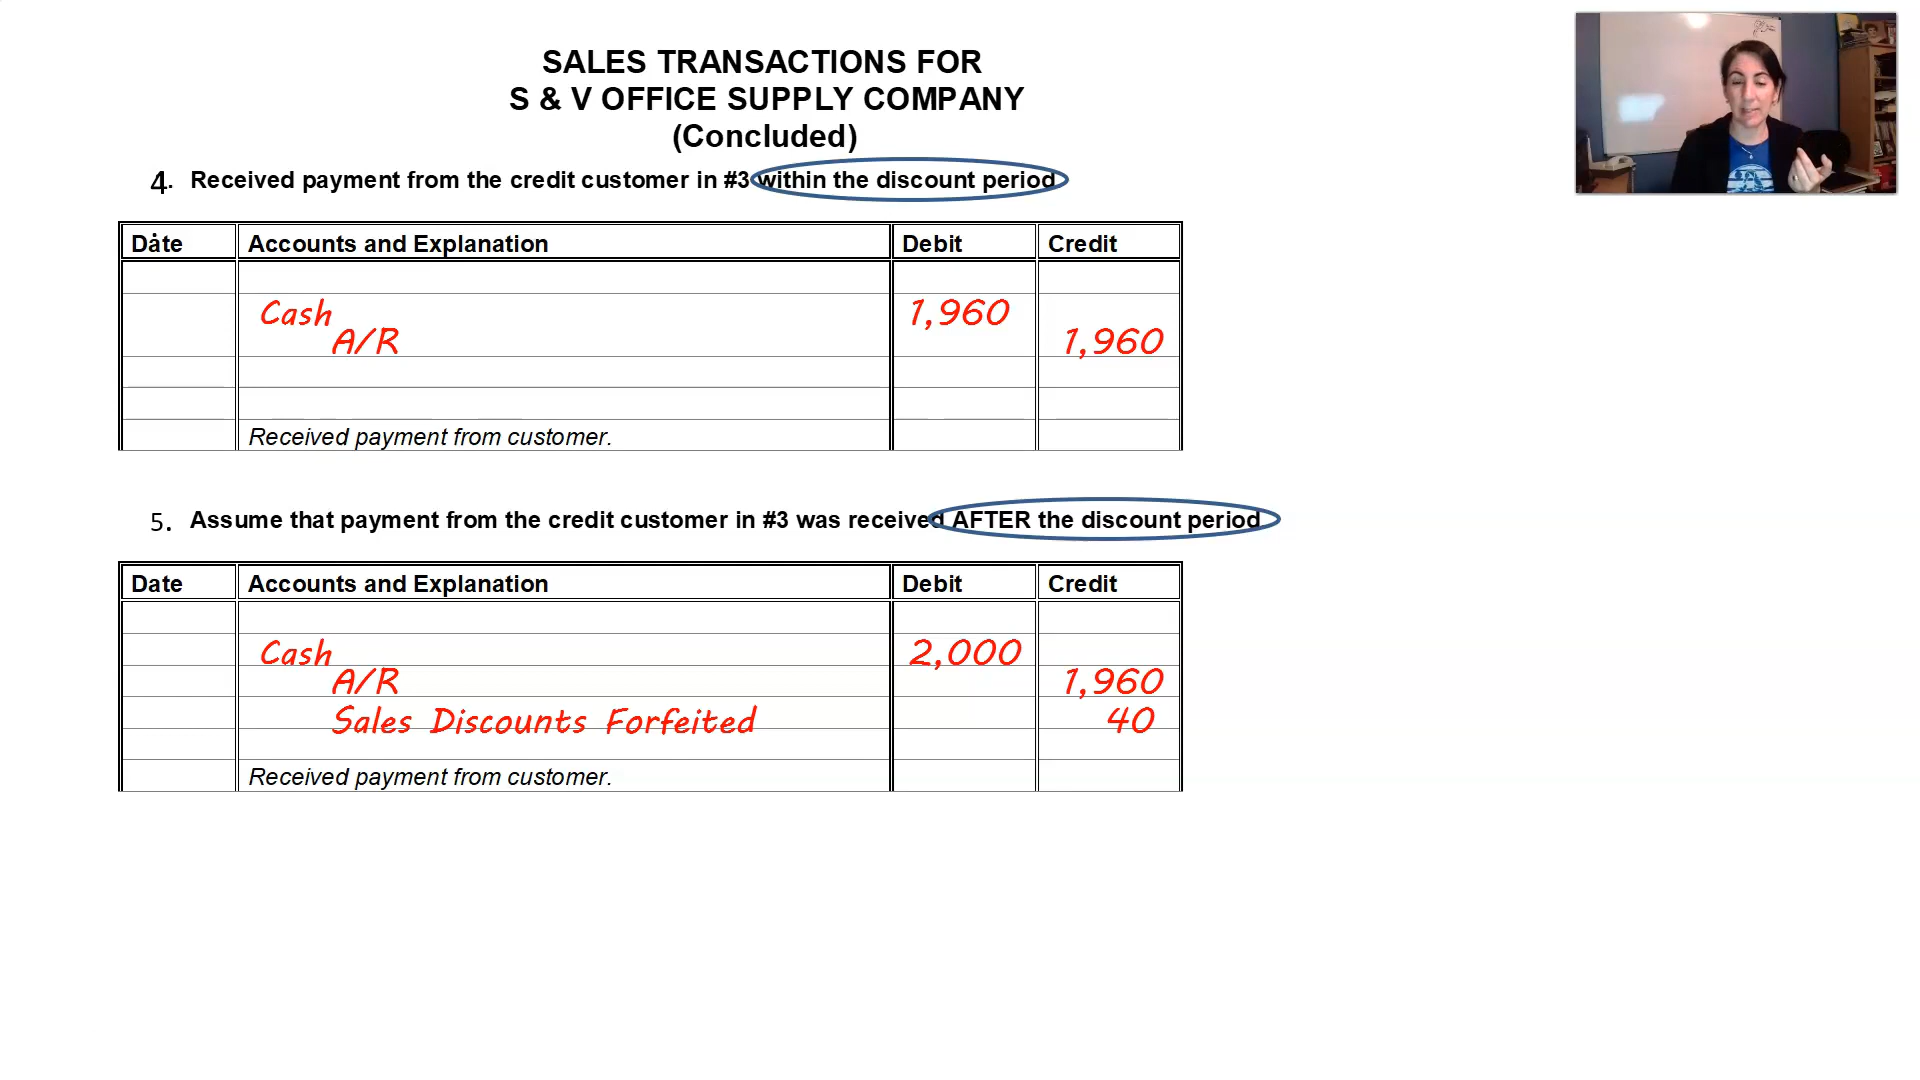 SALES TRANSACTIONS FOR
S & V OFFICE SUPPLY COMPANY
(Concluded)
4. Received payment from the credit customer in #3 within the discount period
Date Accounts and Explanation Debit Credit
Cash 1,960
A/R 1,960
Received payment from customer.
5. Assume that payment from the credit customer in #3 was received AFTER the discount period
Date Accounts and Explanation Debit Credit
Cash 2,000
A/R 1,960
Sales Discounts Forfeited 40
Received payment from customer.